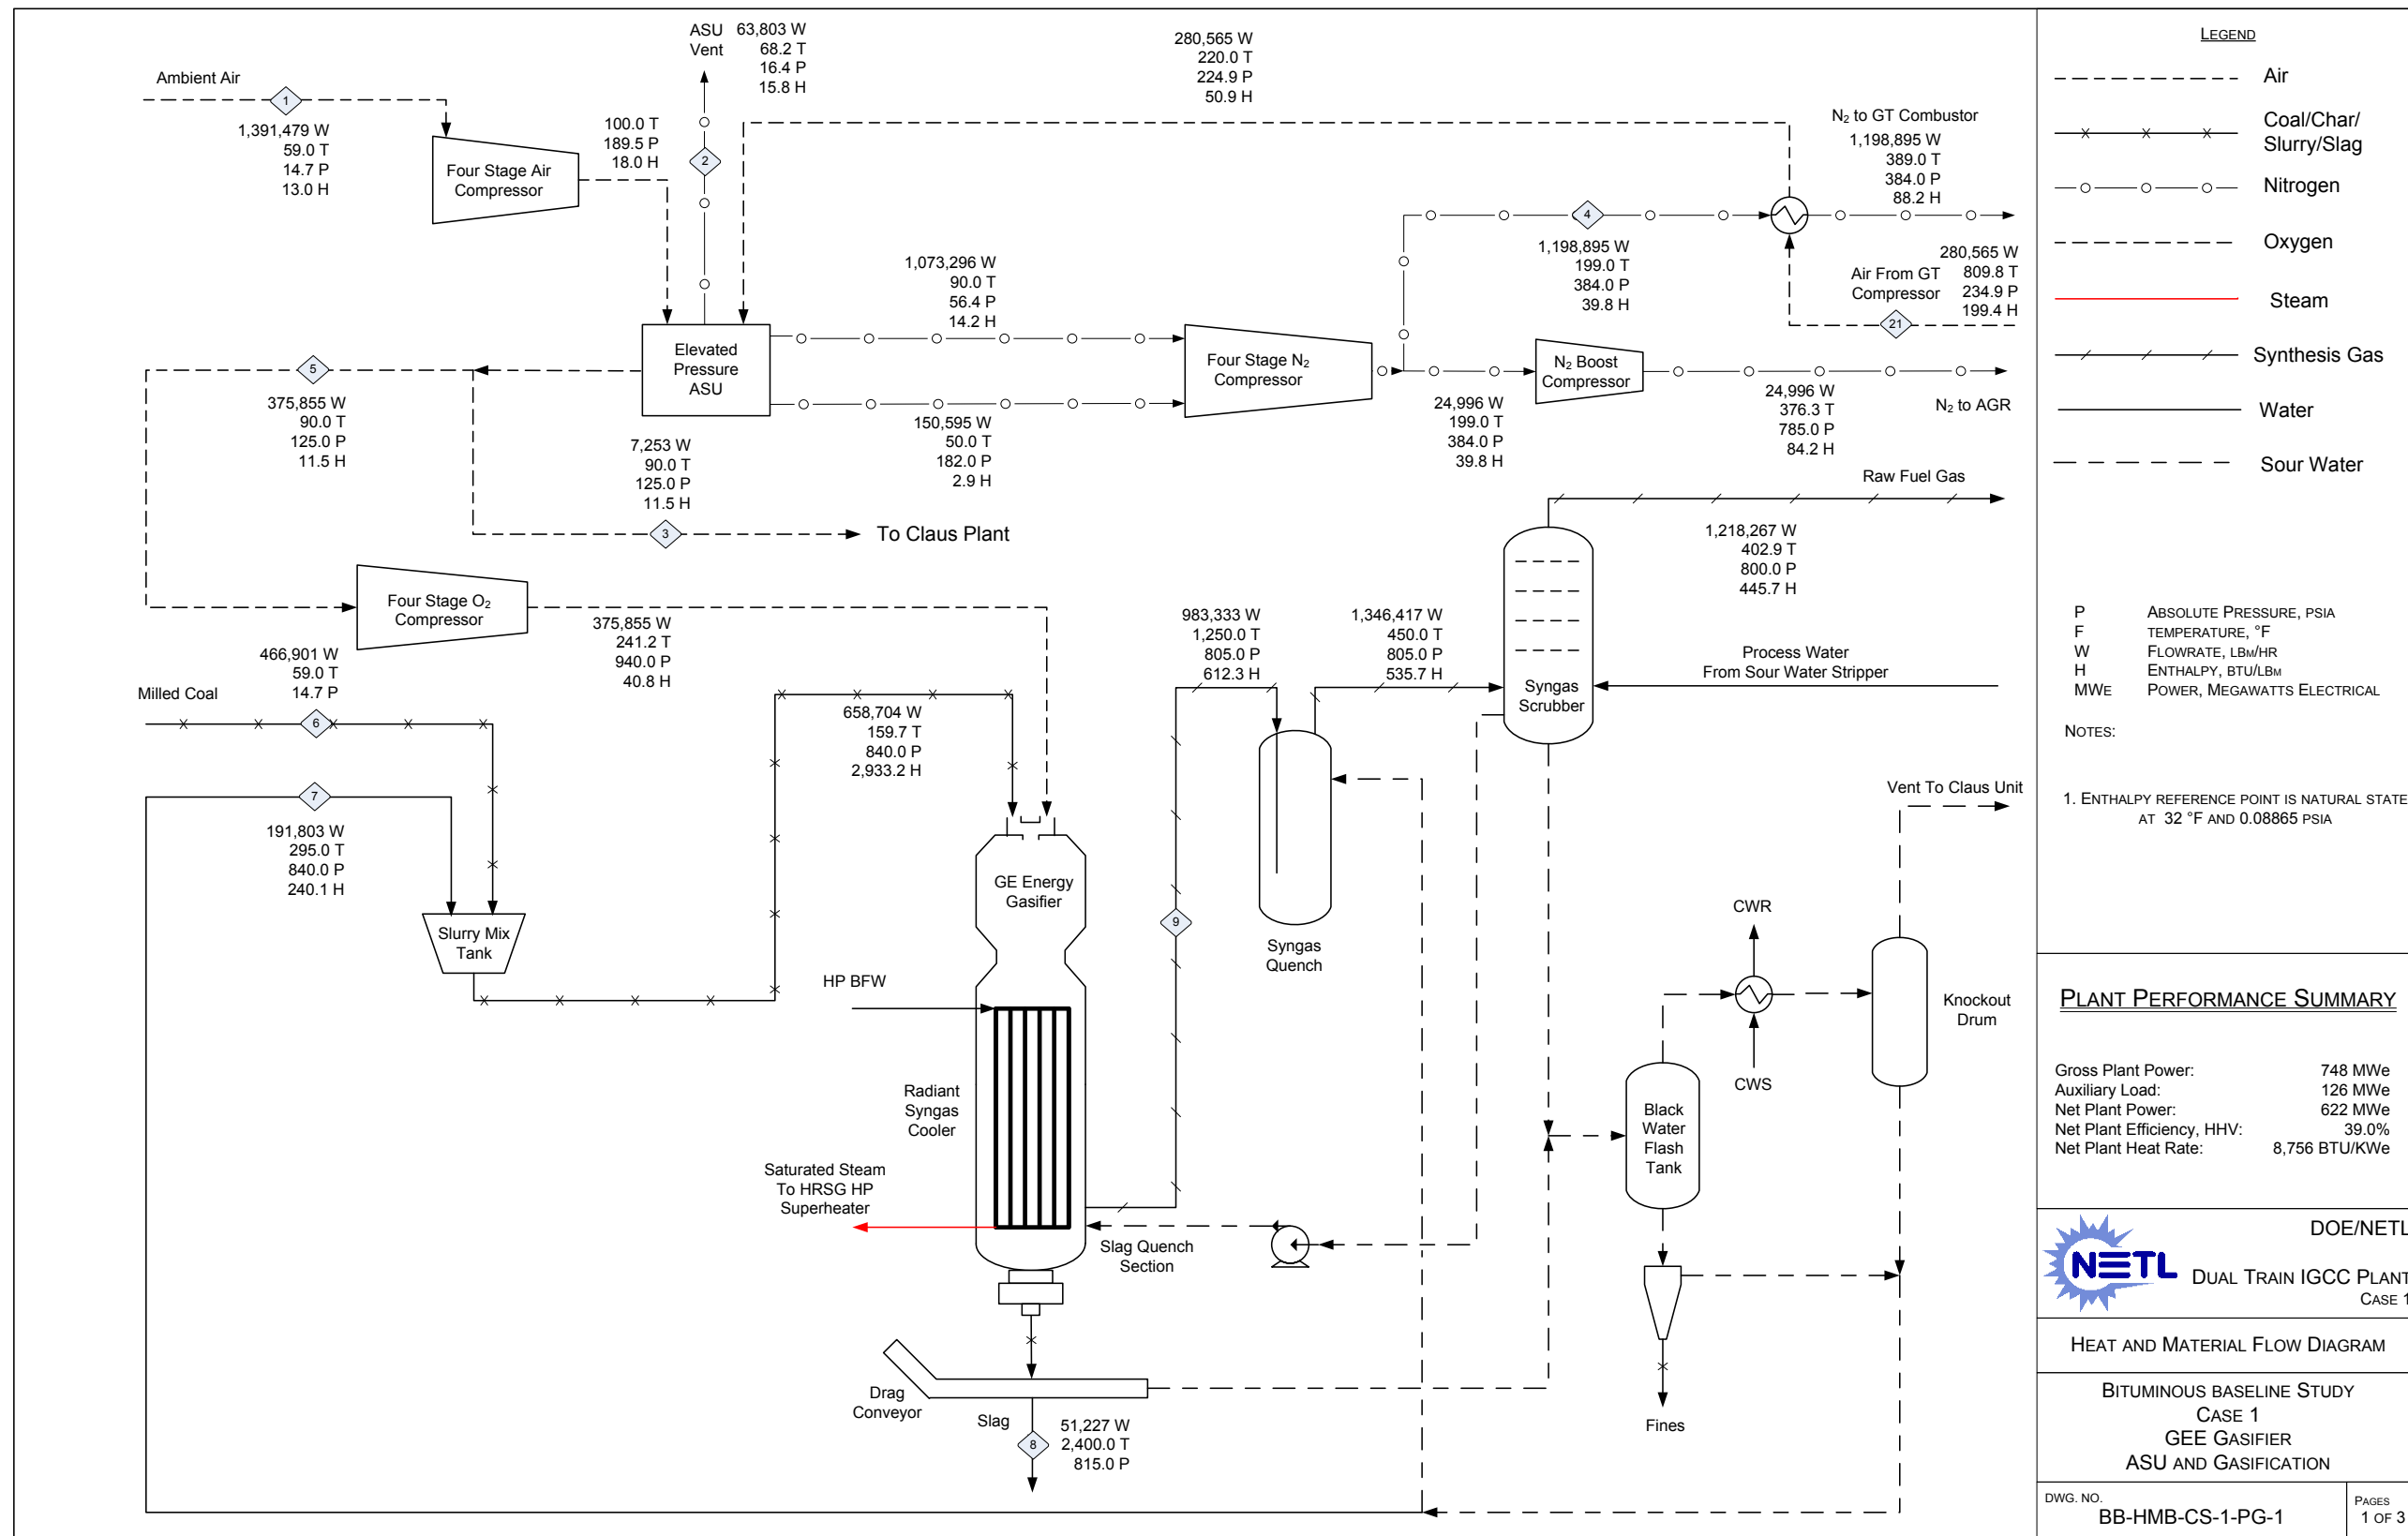 ASU
Vent
63,803 W
68.2 T
16.4 P
15.8 H
280,565 W
220.0 T
224.9 P
50.9 H
Ambient Air
1
1,391,479 W
59.0 T
14.7 P
13.0 H
Four Stage Air
Compressor
100.0 T
189.5 P
18.0 H
2
N2 to GT Combustor
1,198,895 W
389.0 T
384.0 P
88.2 H
4
1,198,895 W
199.0 T
384.0 P
39.8 H
Air From GT
Compressor
280,565 W
809.8 T
234.9 P
199.4 H
21
1,073,296 W
90.0 T
56.4 P
14.2 H
Elevated
Pressure
ASU
Four Stage N2
Compressor
N2 Boost
Compressor
5
375,855 W
90.0 T
125.0 P
11.5 H
7,253 W
90.0 T
125.0 P
11.5 H
150,595 W
50.0 T
182.0 P
2.9 H
24,996 W
199.0 T
384.0 P
39.8 H
24,996 W
376.3 T
785.0 P
84.2 H
N2 to AGR
3
To Claus Plant
Raw Fuel Gas
1,218,267 W
402.9 T
800.0 P
445.7 H
Four Stage O2
Compressor
375,855 W
241.2 T
940.0 P
40.8 H
466,901 W
59.0 T
14.7 P
Milled Coal
6
983,333 W
1,250.0 T
805.0 P
612.3 H
1,346,417 W
450.0 T
805.0 P
535.7 H
Syngas
Scrubber
Process Water
From Sour Water Stripper
658,704 W
159.7 T
840.0 P
2,933.2 H
7
191,803 W
295.0 T
840.0 P
240.1 H
Slurry Mix
Tank
GE Energy
Gasifier
9
Syngas
Quench
Vent To Claus Unit
CWR
CWS
Knockout
Drum
HP BFW
Radiant
Syngas
Cooler
Black
Water
Flash
Tank
Saturated Steam
To HRSG HP
Superheater
Slag Quench
Section
Drag
Conveyor
Slag
8
51,227 W
2,400.0 T
815.0 P
Fines
LEGEND
Air
Coal/Char/
Slurry/Slag
Nitrogen
Oxygen
Steam
Synthesis Gas
Water
Sour Water
P ABSOLUTE PRESSURE, PSIA
F TEMPERATURE, °F
W FLOWRATE, LBM/HR
H ENTHALPY, BTU/LBM
MWE POWER, MEGAWATTS ELECTRICAL
NOTES:
1. ENTHALPY REFERENCE POINT IS NATURAL STATE
AT 32 °F AND 0.08865 PSIA
PLANT PERFORMANCE SUMMARY
Gross Plant Power: 748 MWe
Auxiliary Load: 126 MWe
Net Plant Power: 622 MWe
Net Plant Efficiency, HHV: 39.0%
Net Plant Heat Rate: 8,756 BTU/KWe
NETL
DOE/NETL
DUAL TRAIN IGCC PLANT
CASE 1
HEAT AND MATERIAL FLOW DIAGRAM
BITUMINOUS BASELINE STUDY
CASE 1
GEE GASIFIER
ASU AND GASIFICATION
DWG. NO.
BB-HMB-CS-1-PG-1
PAGES
1 OF 3